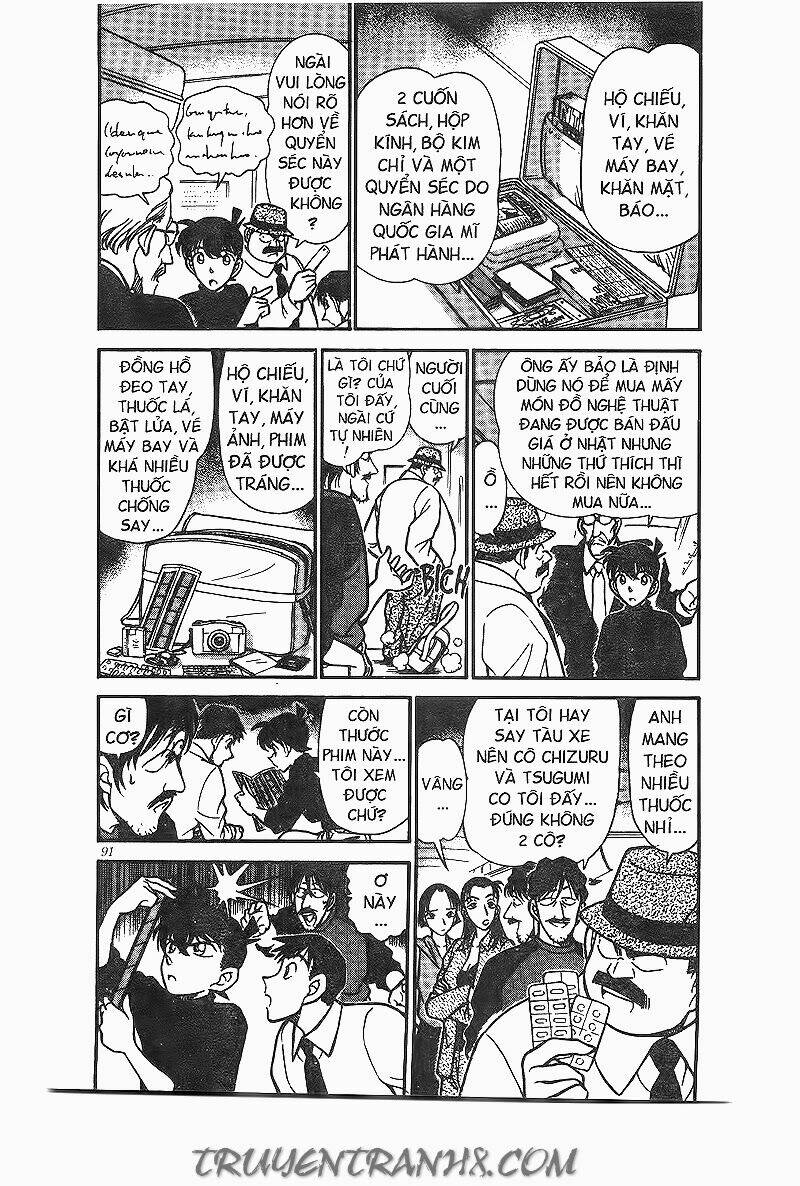 HỘ CHIẾU,
VÍ, KHĂN
TAY, VÉ
MÁY BAY,
KHĂN MẶT,
BÁO...
2 CUỐN
SÁCH, HỘP
KÍNH, BỘ KIM
CHỈ VÀ MỘT
QUYỂN SÉC DO
NGÂN HÀNG
QUỐC GIA MĨ
PHÁT HÀNH...
NGÀI
VUI LÒNG
NÓI RÕ
HƠN VỀ
QUYỂN
SÉC NÀY
ĐƯỢC
KHÔNG
?
ÔNG ẤY BẢO LÀ ĐỊNH
DÙNG NÓ ĐỂ MUA MẤY
MÓN ĐỒ NGHỆ THUẬT
ĐANG ĐƯỢC BÁN ĐẤU
GIÁ Ở NHẬT NHƯNG
NHỮNG THỨ THÍCH THÌ
HẾT RỒI NÊN KHÔNG
MUA NỮA...
Ồ
...
NGƯỜI
CUỐI
CÙNG
...
LÀ TÔI CHỨ
GÌ? CỦA
TÔI ĐẤY
NGÀI CỨ
TỰ NHIÊN
!
BỊCH
HỘ CHIẾU,
VÍ, KHĂN
TAY, MÁY
ẢNH, PHIM
ĐÃ ĐƯỢC
TRÁNG...
ĐỒNG HỒ
ĐEO TAY,
THUỐC LÁ,
BẬT LỬA, VÉ
MÁY BAY VÀ
KHÁ NHIỀU
THUỐC
CHỐNG
SAY...
ANH
MANG
THEO
NHIỀU
THUỐC
NHỈ...
TẠI TÔI HAY
SAY TÀU XE
NÊN CÔ CHIZURU
VÀ TSUGUMI
CO TÔI ĐẤY...
ĐÚNG KHÔNG
2 CÔ?
VÂNG
...
CÒN
THƯỚC
PHIM NÀY...
TÔI XEM
ĐƯỢC
CHỨ?
GÌ
CƠ?
91
Ơ
NÀY
...
TRUYENTRANH8.COM